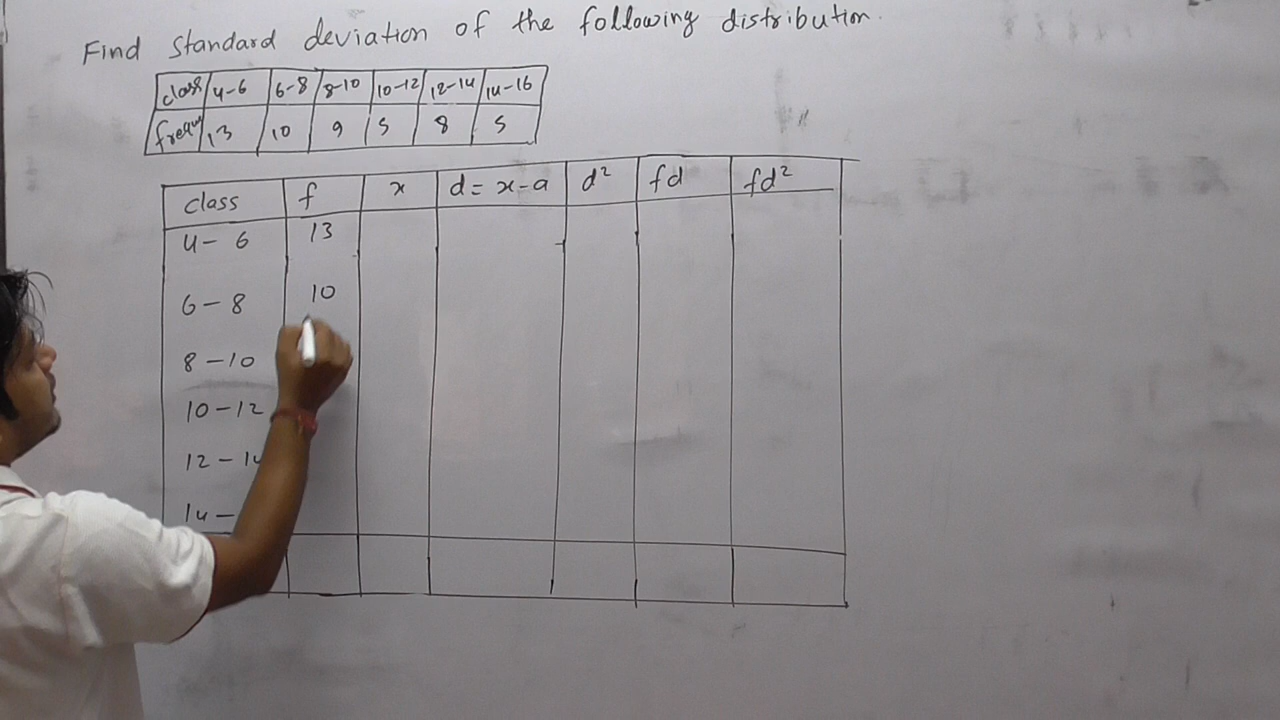 Find standard deviation of the following distribution.
class 4-6 6-8 8-10 10-12 12-14 14-16
frequ 13 10 9 5 8 5
class f x d = x-a d² fd fd²
4-6 13
6-8 10
8-10
10-12
12-14
14-